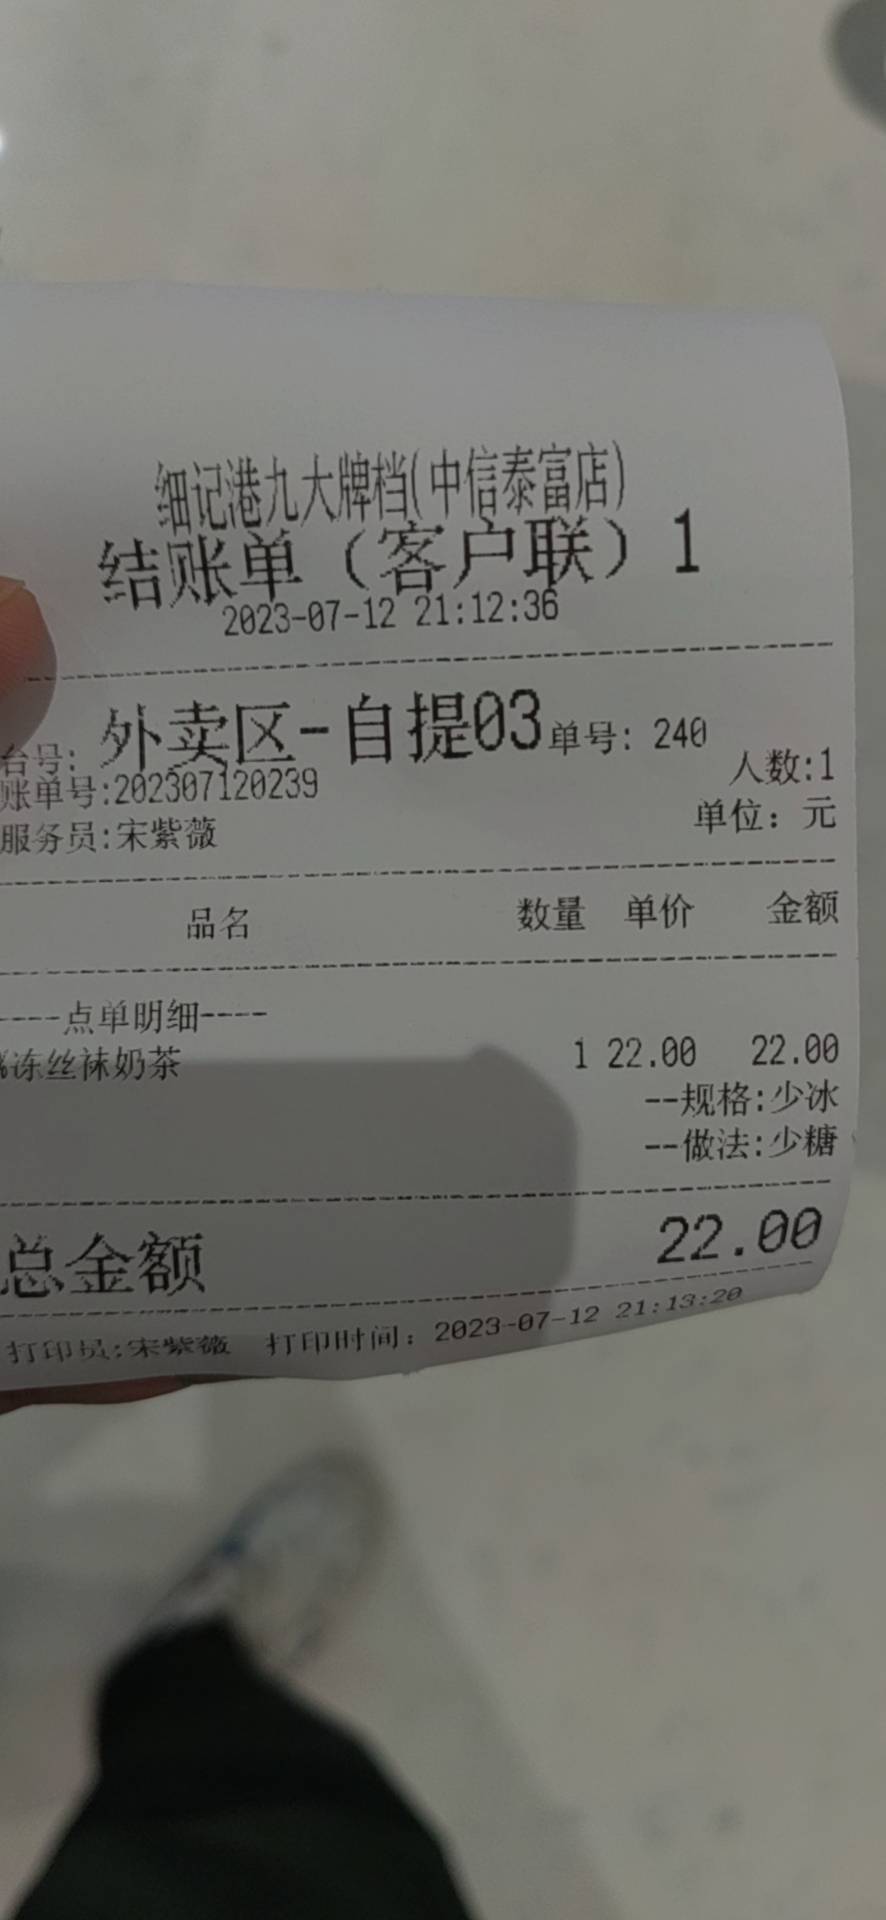 细记港九大牌档(中信泰富店)
结账单（客户联）1
2023-07-12 21:12:36
台号: 外卖区-自提03 单号: 240
人数:1
账单号:202307120239
单位：元
服务员:宋紫薇
品名 数量 单价 金额
----点单明细----
冻丝袜奶茶 1 22.00 22.00
--规格:少冰
--做法:少糖
总金额 22.00
打印员:宋紫薇 打印时间：2023-07-12 21:13:20